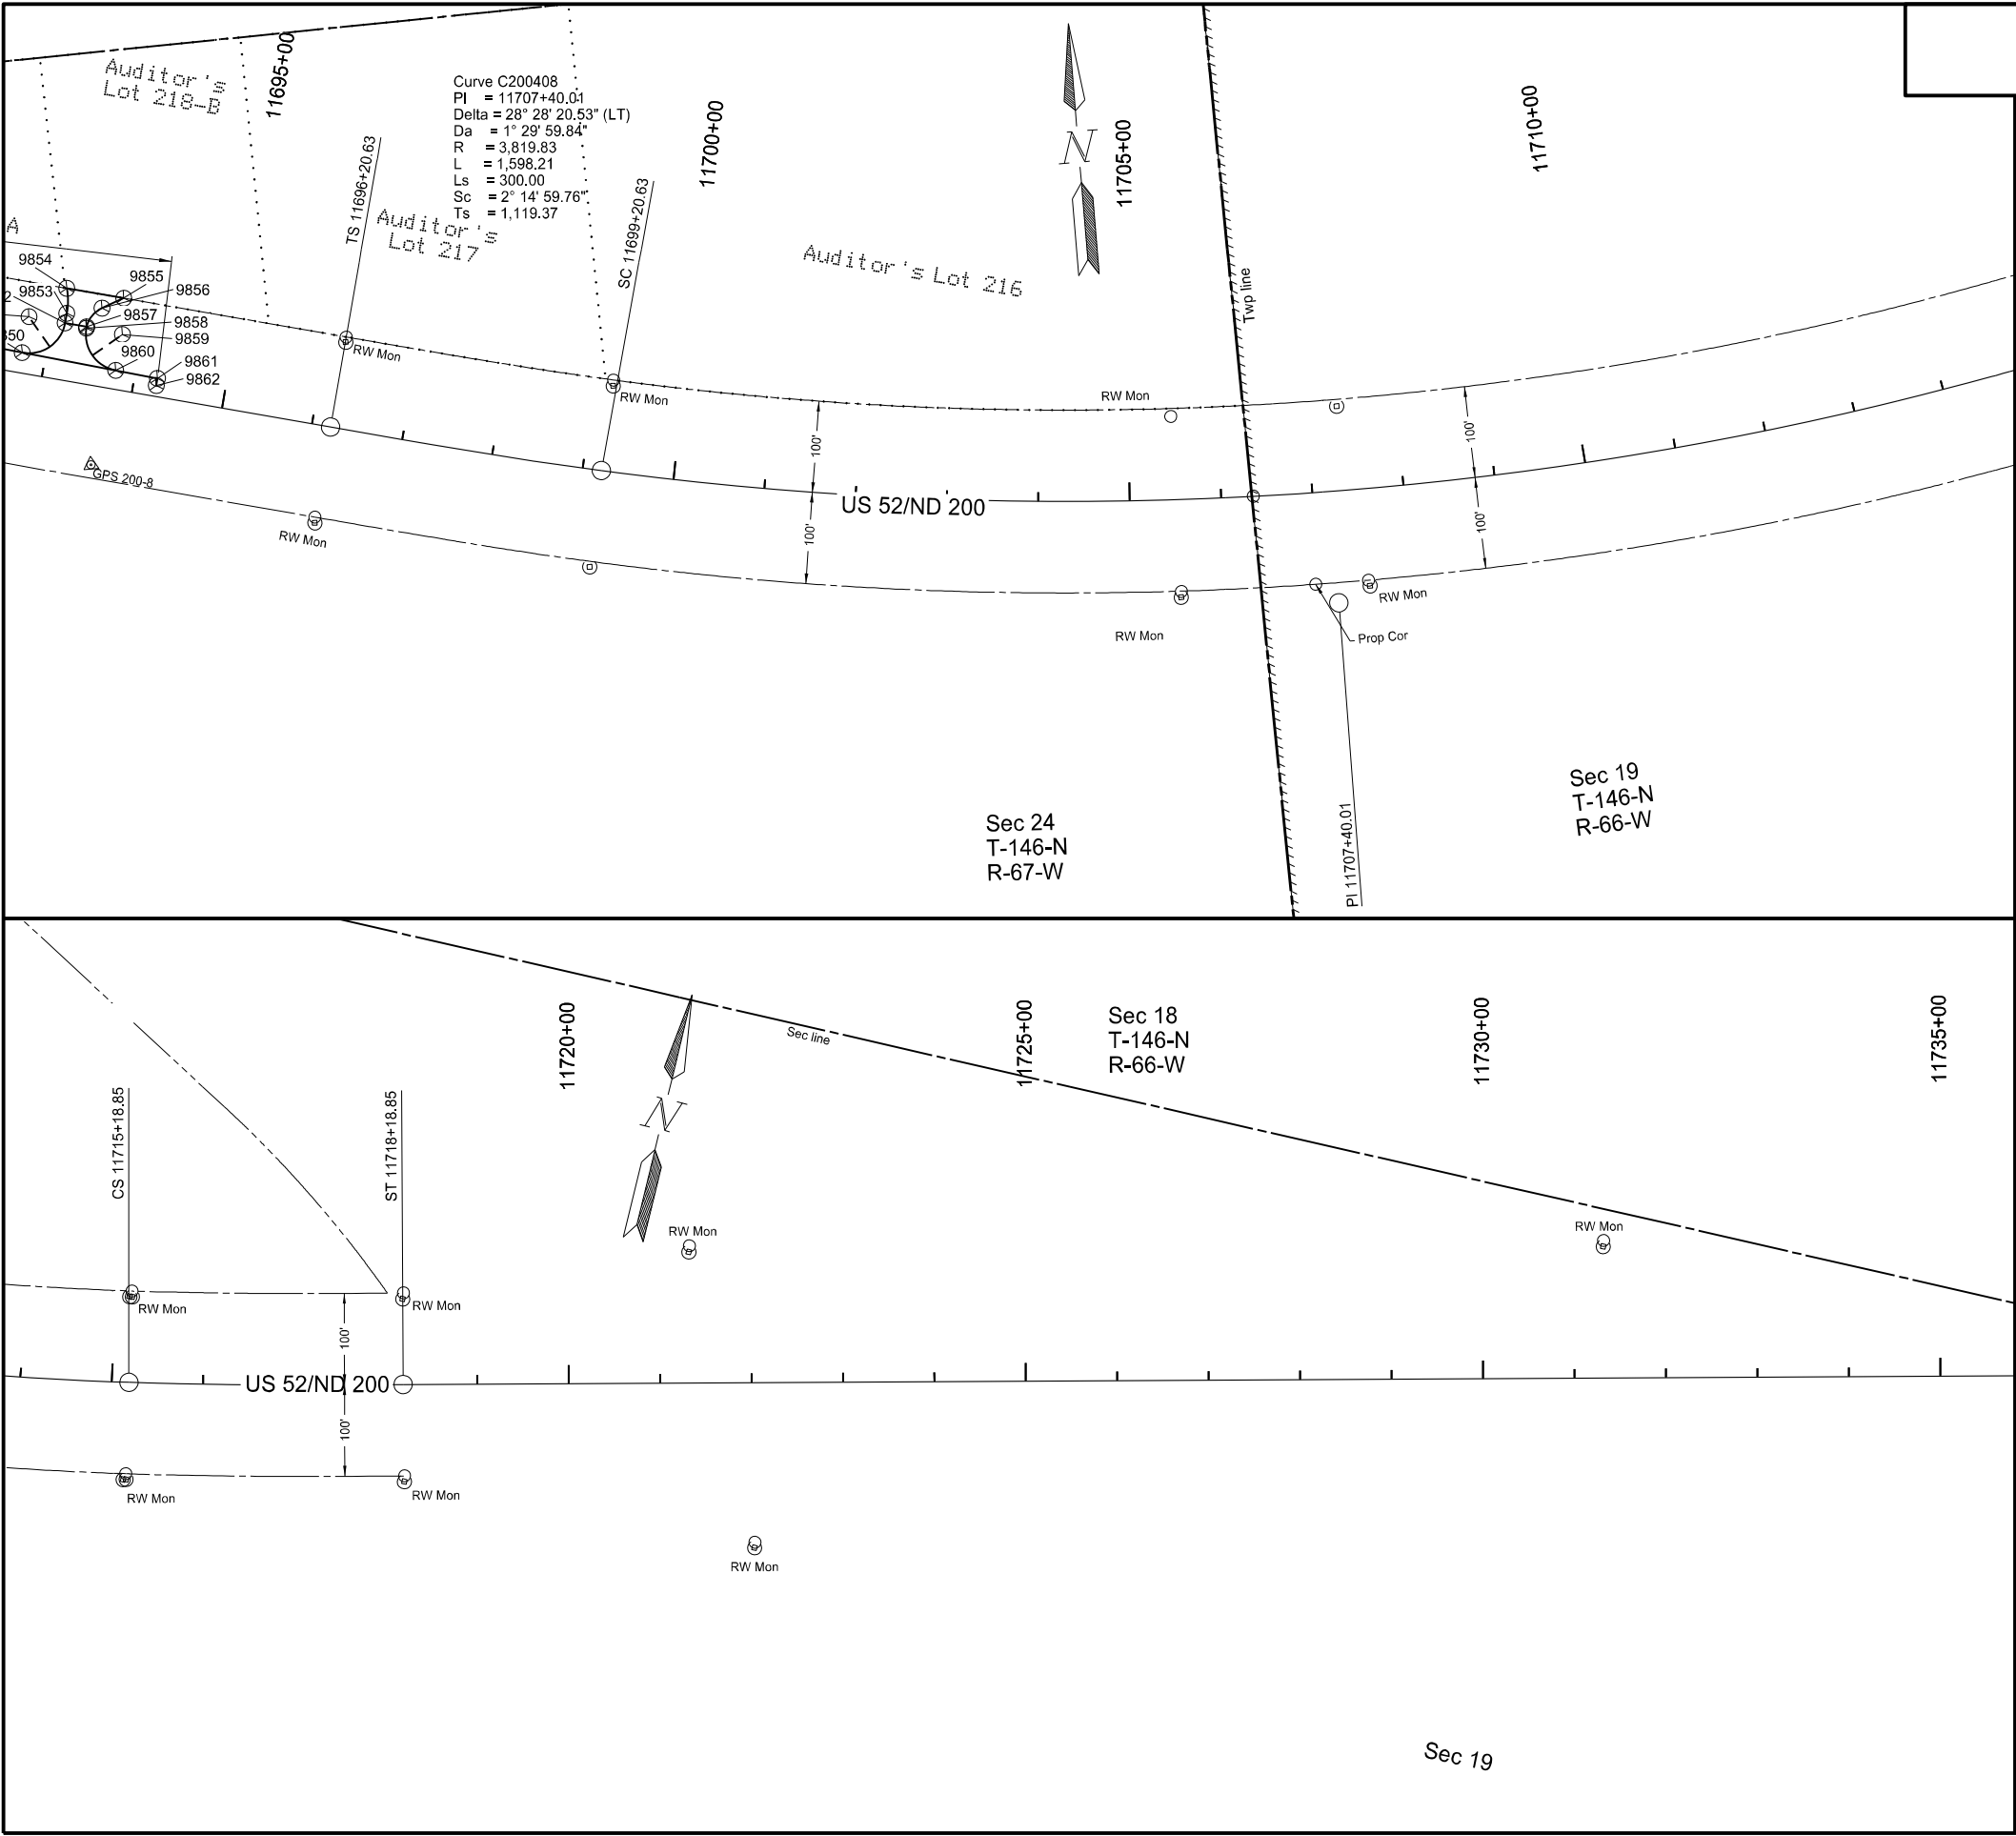 Auditor's
Lot 218-B
11695+00
Curve C200408
PI = 11707+40.01
Delta = 28° 28' 20.53" (LT)
Da = 1° 29' 59.84"
R = 3,819.83
L = 1,598.21
Ls = 300.00
Sc = 2° 14' 59.76"
Ts = 1,119.37
TS 11696+20.63
Auditor's
Lot 217
SC 11699+20.63
11700+00
Auditor's Lot 216
N
11705+00
Twp line
11710+00
A
9854
9855
9853
9856
2
9857
9858
9859
850
9860
9861
9862
RW Mon
RW Mon
RW Mon
100'
100'
100'
100'
GPS 200-8
US 52/ND 200
RW Mon
RW Mon
RW Mon
Prop Cor
PI 11707+40.01
Sec 24
T-146-N
R-67-W
Sec 19
T-146-N
R-66-W
CS 11715+18.85
ST 11718+18.85
11720+00
N
Sec line
11725+00
Sec 18
T-146-N
R-66-W
11730+00
11735+00
RW Mon
RW Mon
RW Mon
RW Mon
100'
US 52/ND 200
100'
RW Mon
RW Mon
RW Mon
Sec 19